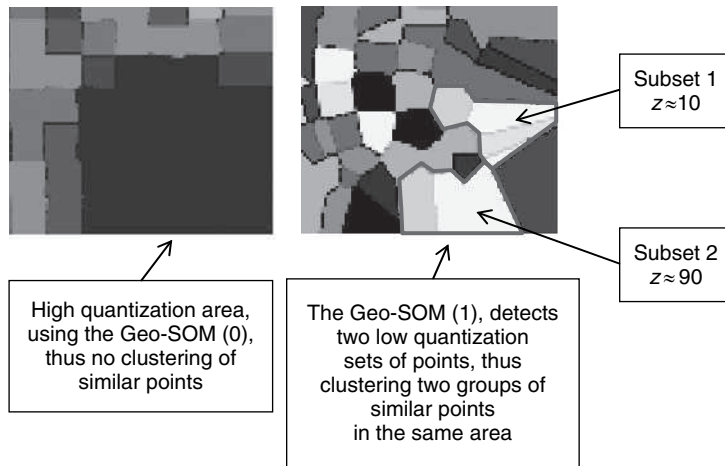 Subset 1
z≈10
Subset 2
z≈90
High quantization area,
using the Geo-SOM (0),
thus no clustering of
similar points
The Geo-SOM (1), detects
two low quantization
sets of points, thus
clustering two groups of
similar points
in the same area